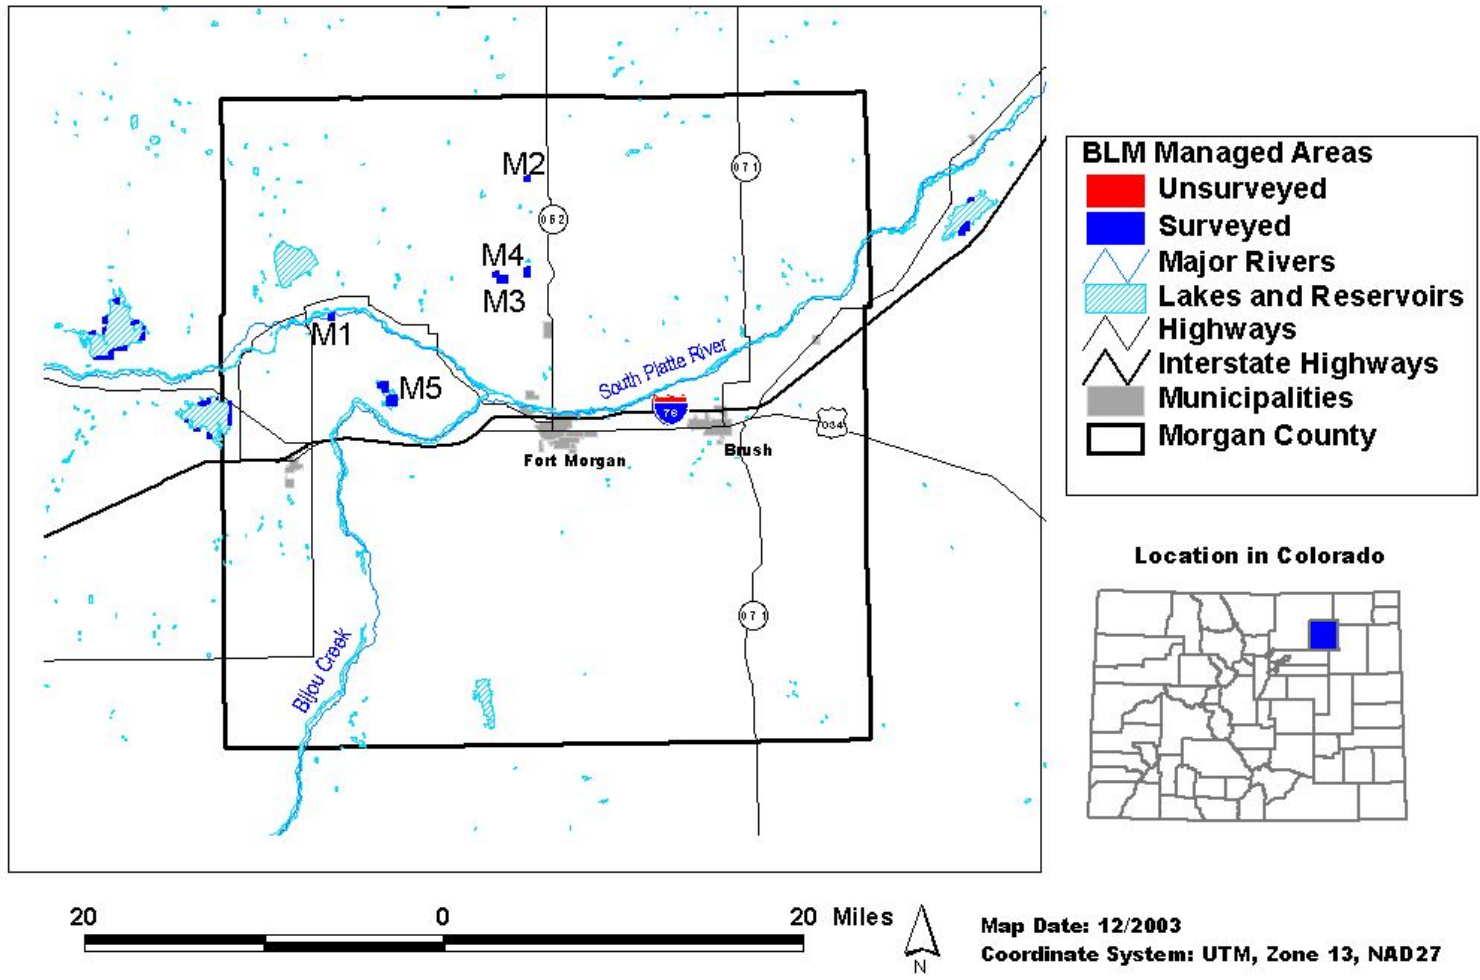 M2
071
052
M4
M3
M1
South Platte River
M5
76
034
Fort Morgan
Brush
071
Bijou Creek
BLM Managed Areas
Unsurveyed
Surveyed
Major Rivers
Lakes and Reservoirs
Highways
Interstate Highways
Municipalities
Morgan County
Location in Colorado
20 0 20 Miles
N
Map Date: 12/2003
Coordinate System: UTM, Zone 13, NAD27